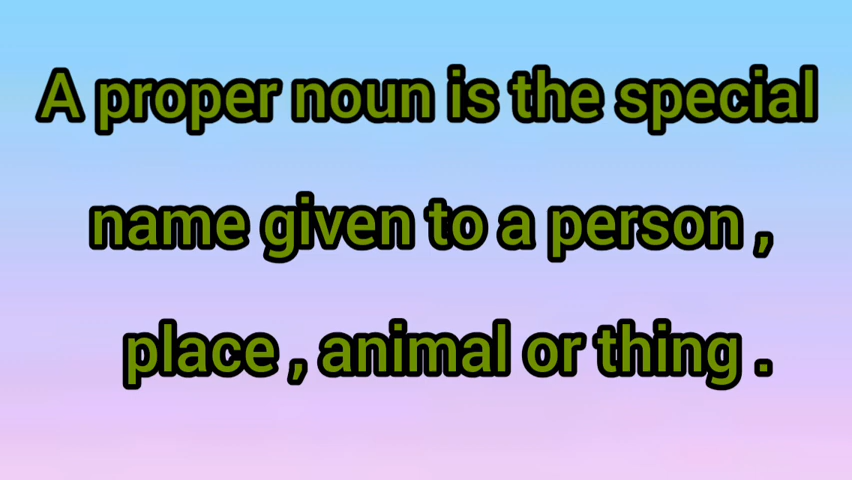 A proper noun is the special
name given to a person ,
place , animal or thing .